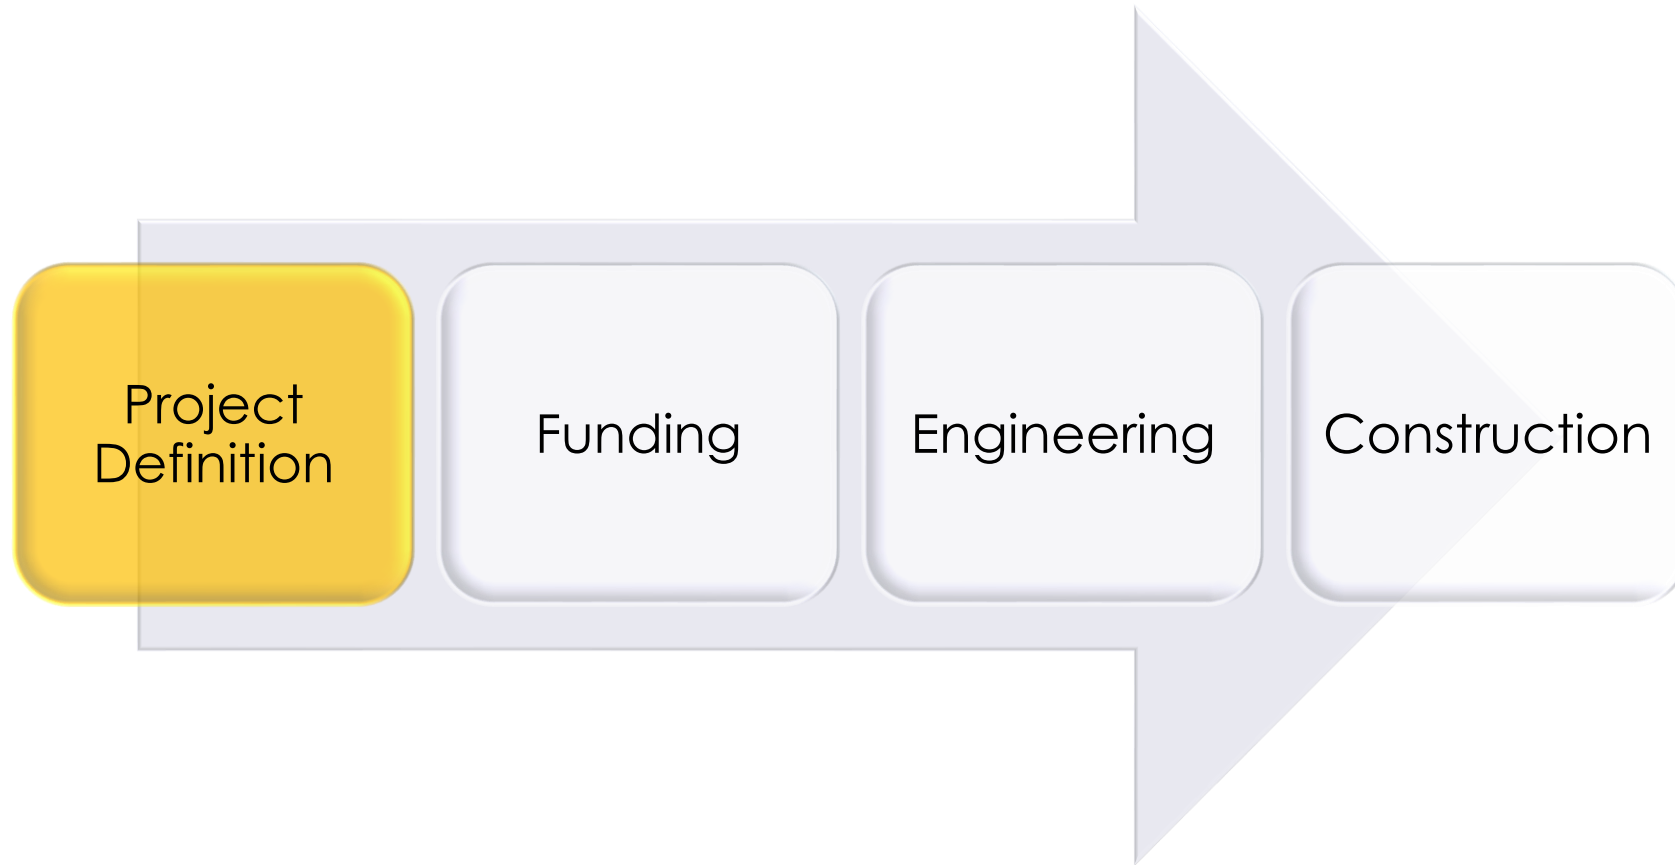 Project
Definition
Funding
Engineering
Construction